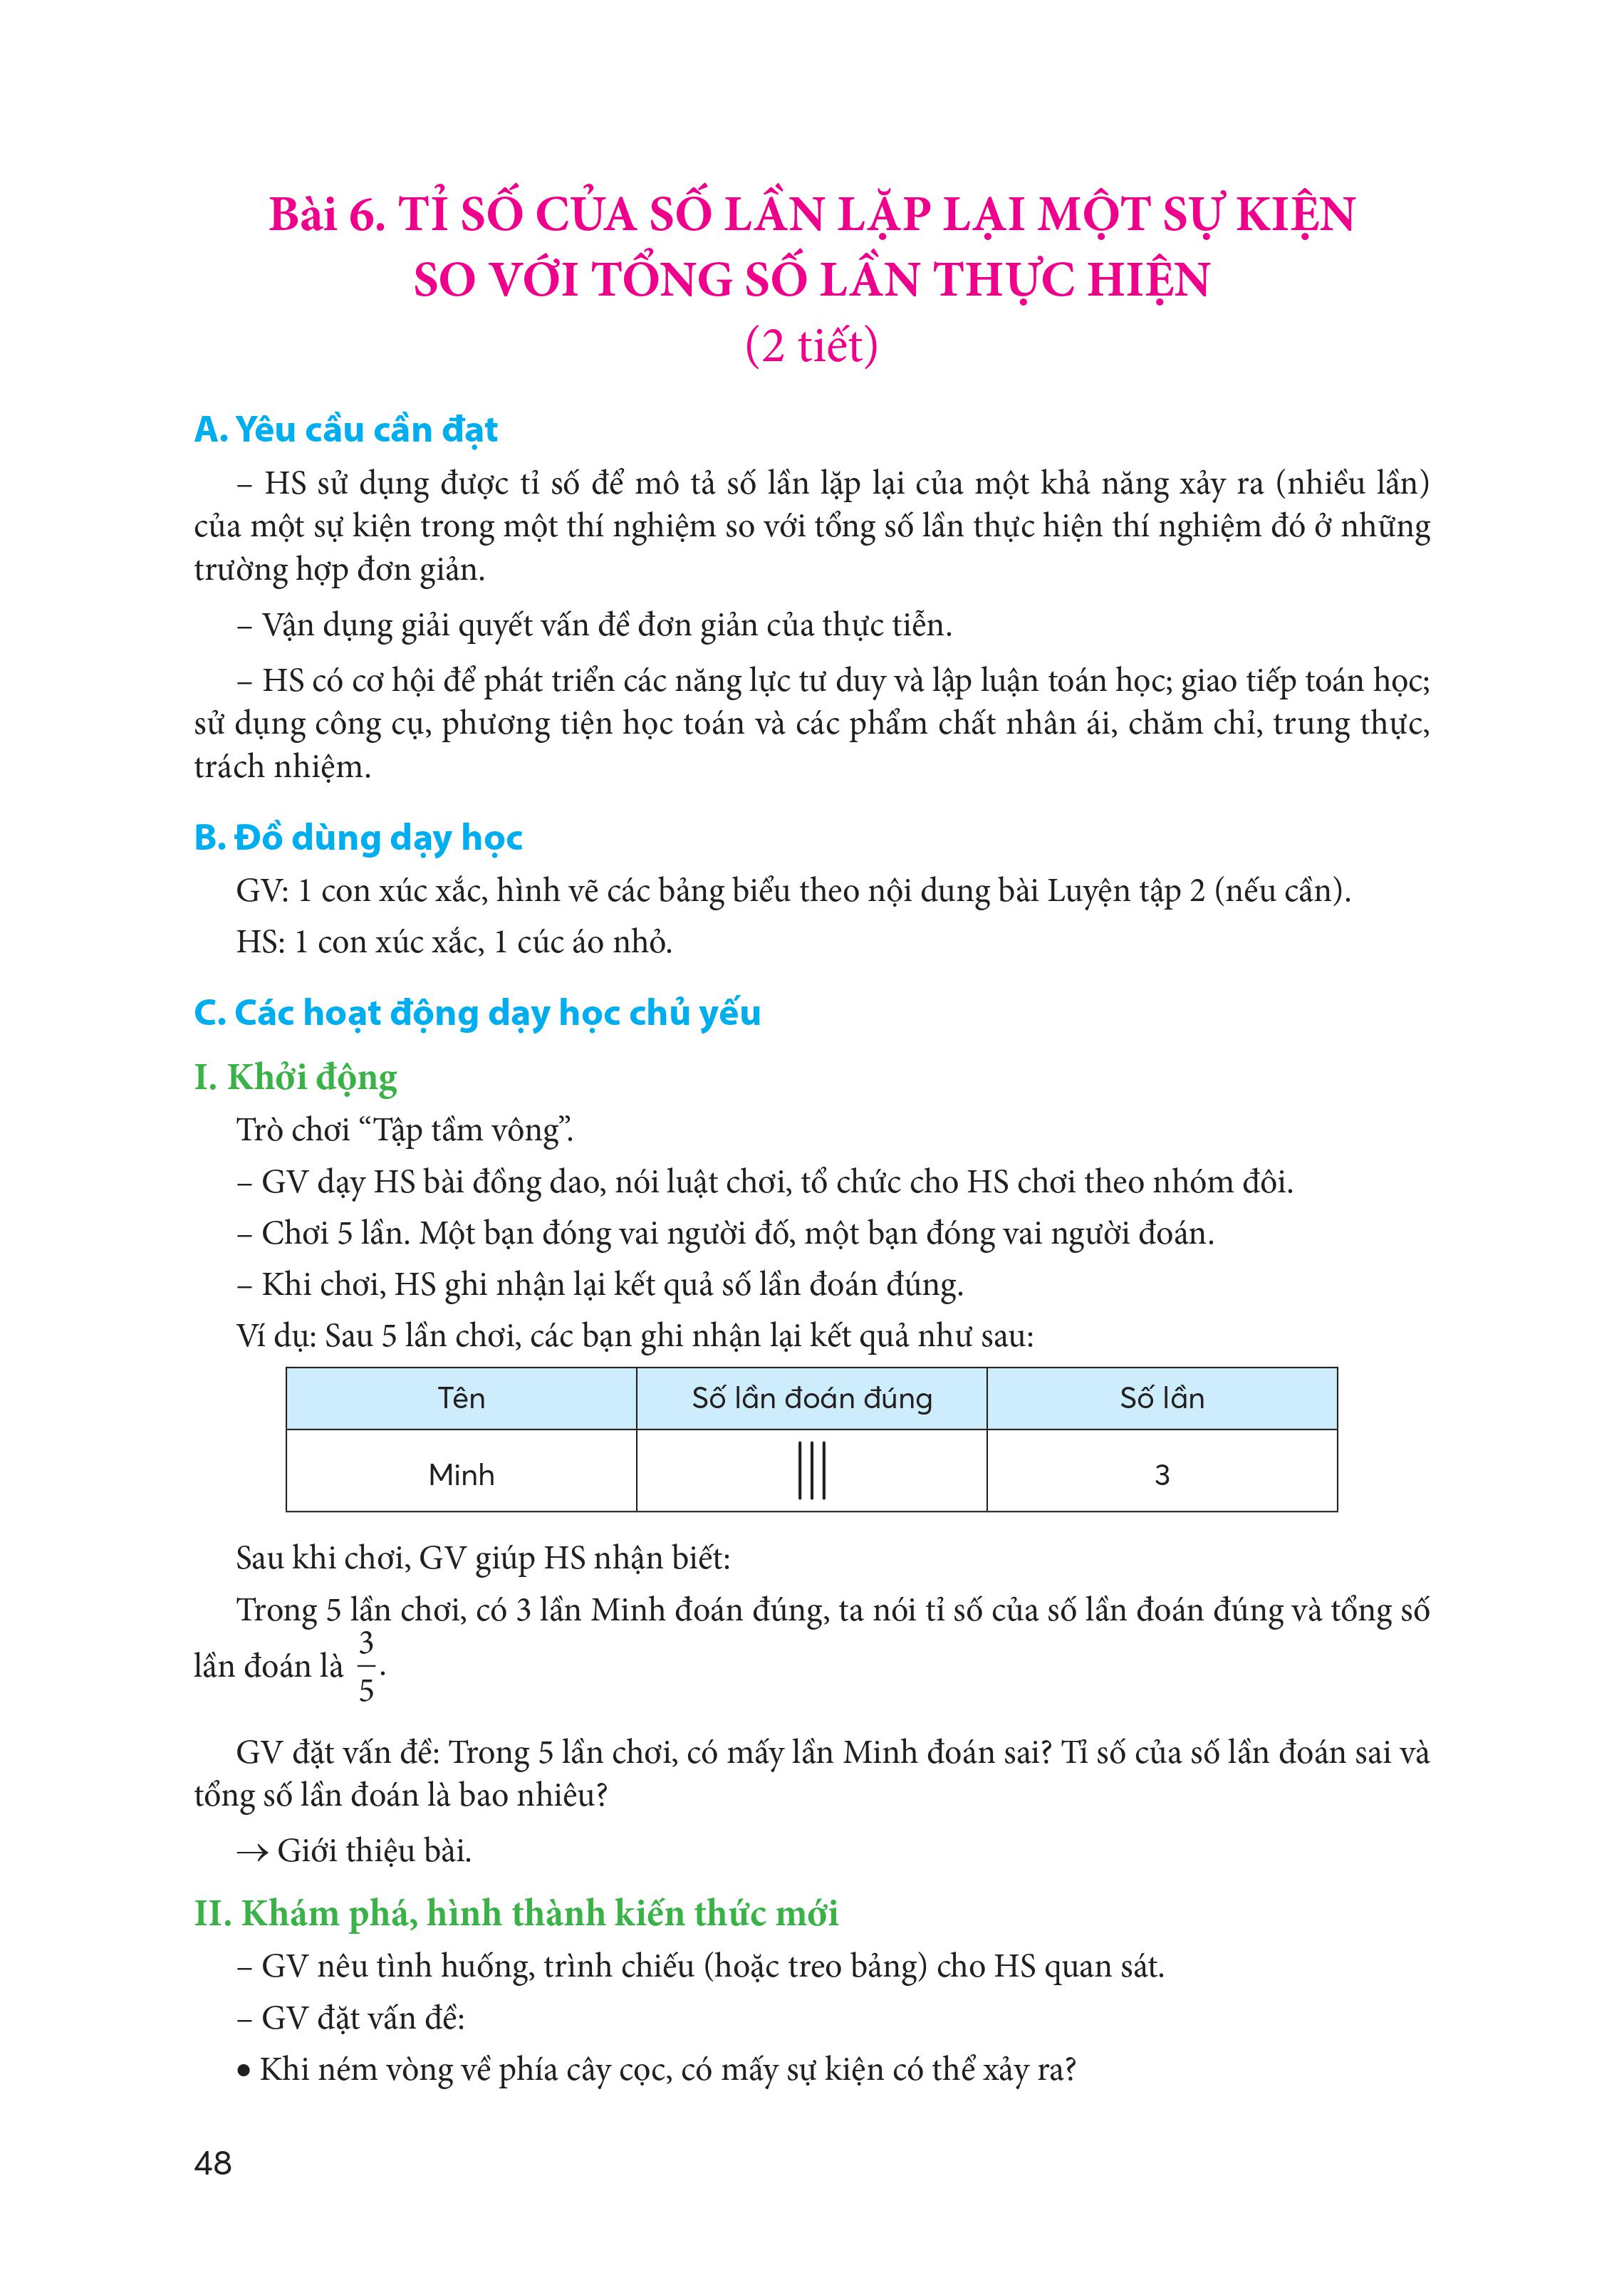 Bài 6. TỈ SỐ CỦA SỐ LẦN LẶP LẠI MỘT SỰ KIỆN
SO VỚI TỔNG SỐ LẦN THỰC HIỆN
(2 tiết)
A. Yêu cầu cần đạt
– HS sử dụng được tỉ số để mô tả số lần lặp lại của một khả năng xảy ra (nhiều lần)
của một sự kiện trong một thí nghiệm so với tổng số lần thực hiện thí nghiệm đó ở những
trường hợp đơn giản.
– Vận dụng giải quyết vấn đề đơn giản của thực tiễn.
– HS có cơ hội để phát triển các năng lực tư duy và lập luận toán học; giao tiếp toán học;
sử dụng công cụ, phương tiện học toán và các phẩm chất nhân ái, chăm chỉ, trung thực,
trách nhiệm.
B. Đồ dùng dạy học
GV: 1 con xúc xắc, hình vẽ các bảng biểu theo nội dung bài Luyện tập 2 (nếu cần).
HS: 1 con xúc xắc, 1 cúc áo nhỏ.
C. Các hoạt động dạy học chủ yếu
I. Khởi động
Trò chơi “Tập tầm vông”.
– GV dạy HS bài đồng dao, nói luật chơi, tổ chức cho HS chơi theo nhóm đôi.
– Chơi 5 lần. Một bạn đóng vai người đố, một bạn đóng vai người đoán.
– Khi chơi, HS ghi nhận lại kết quả số lần đoán đúng.
Ví dụ: Sau 5 lần chơi, các bạn ghi nhận lại kết quả như sau:
Tên Số lần đoán đúng Số lần
Minh ||| 3
Sau khi chơi, GV giúp HS nhận biết:
Trong 5 lần chơi, có 3 lần Minh đoán đúng, ta nói tỉ số của số lần đoán đúng và tổng số
lần đoán là 3/5.
GV đặt vấn đề: Trong 5 lần chơi, có mấy lần Minh đoán sai? Tỉ số của số lần đoán sai và
tổng số lần đoán là bao nhiêu?
→ Giới thiệu bài.
II. Khám phá, hình thành kiến thức mới
– GV nêu tình huống, trình chiếu (hoặc treo bảng) cho HS quan sát.
– GV đặt vấn đề:
• Khi ném vòng về phía cây cọc, có mấy sự kiện có thể xảy ra?
48